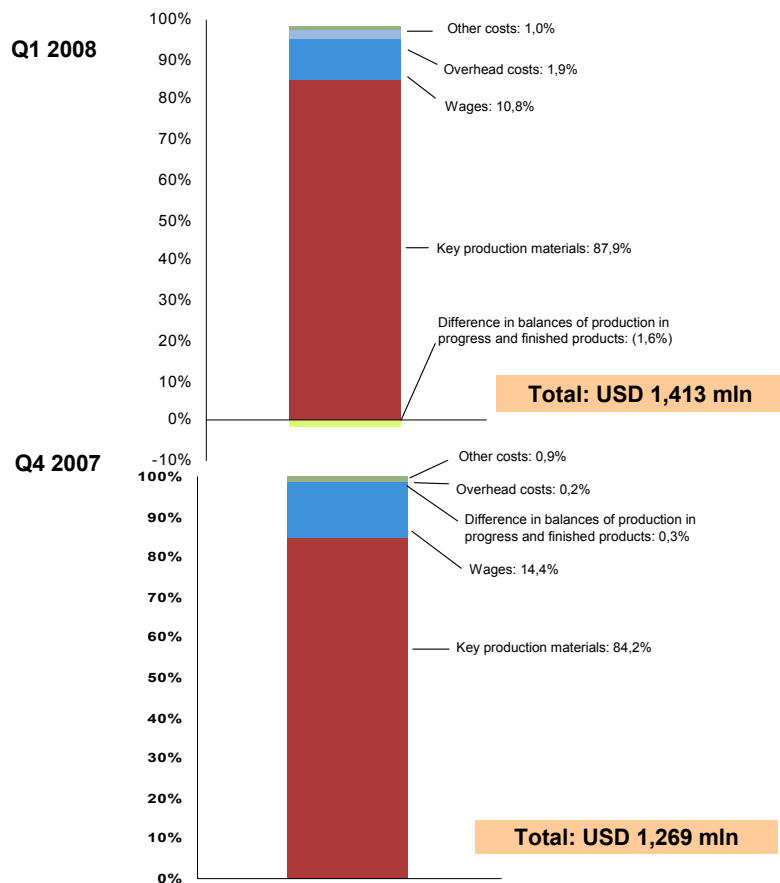 Q1 2008
100%
90%
80%
70%
60%
50%
40%
30%
20%
10%
0%
-10%
Other costs: 1,0%
Overhead costs: 1,9%
Wages: 10,8%
Key production materials: 87,9%
Difference in balances of production in
progress and finished products: (1,6%)
Total: USD 1,413 mln
Q4 2007
100%
90%
80%
70%
60%
50%
40%
30%
20%
10%
0%
Other costs: 0,9%
Overhead costs: 0,2%
Difference in balances of production in
progress and finished products: 0,3%
Wages: 14,4%
Key production materials: 84,2%
Total: USD 1,269 mln